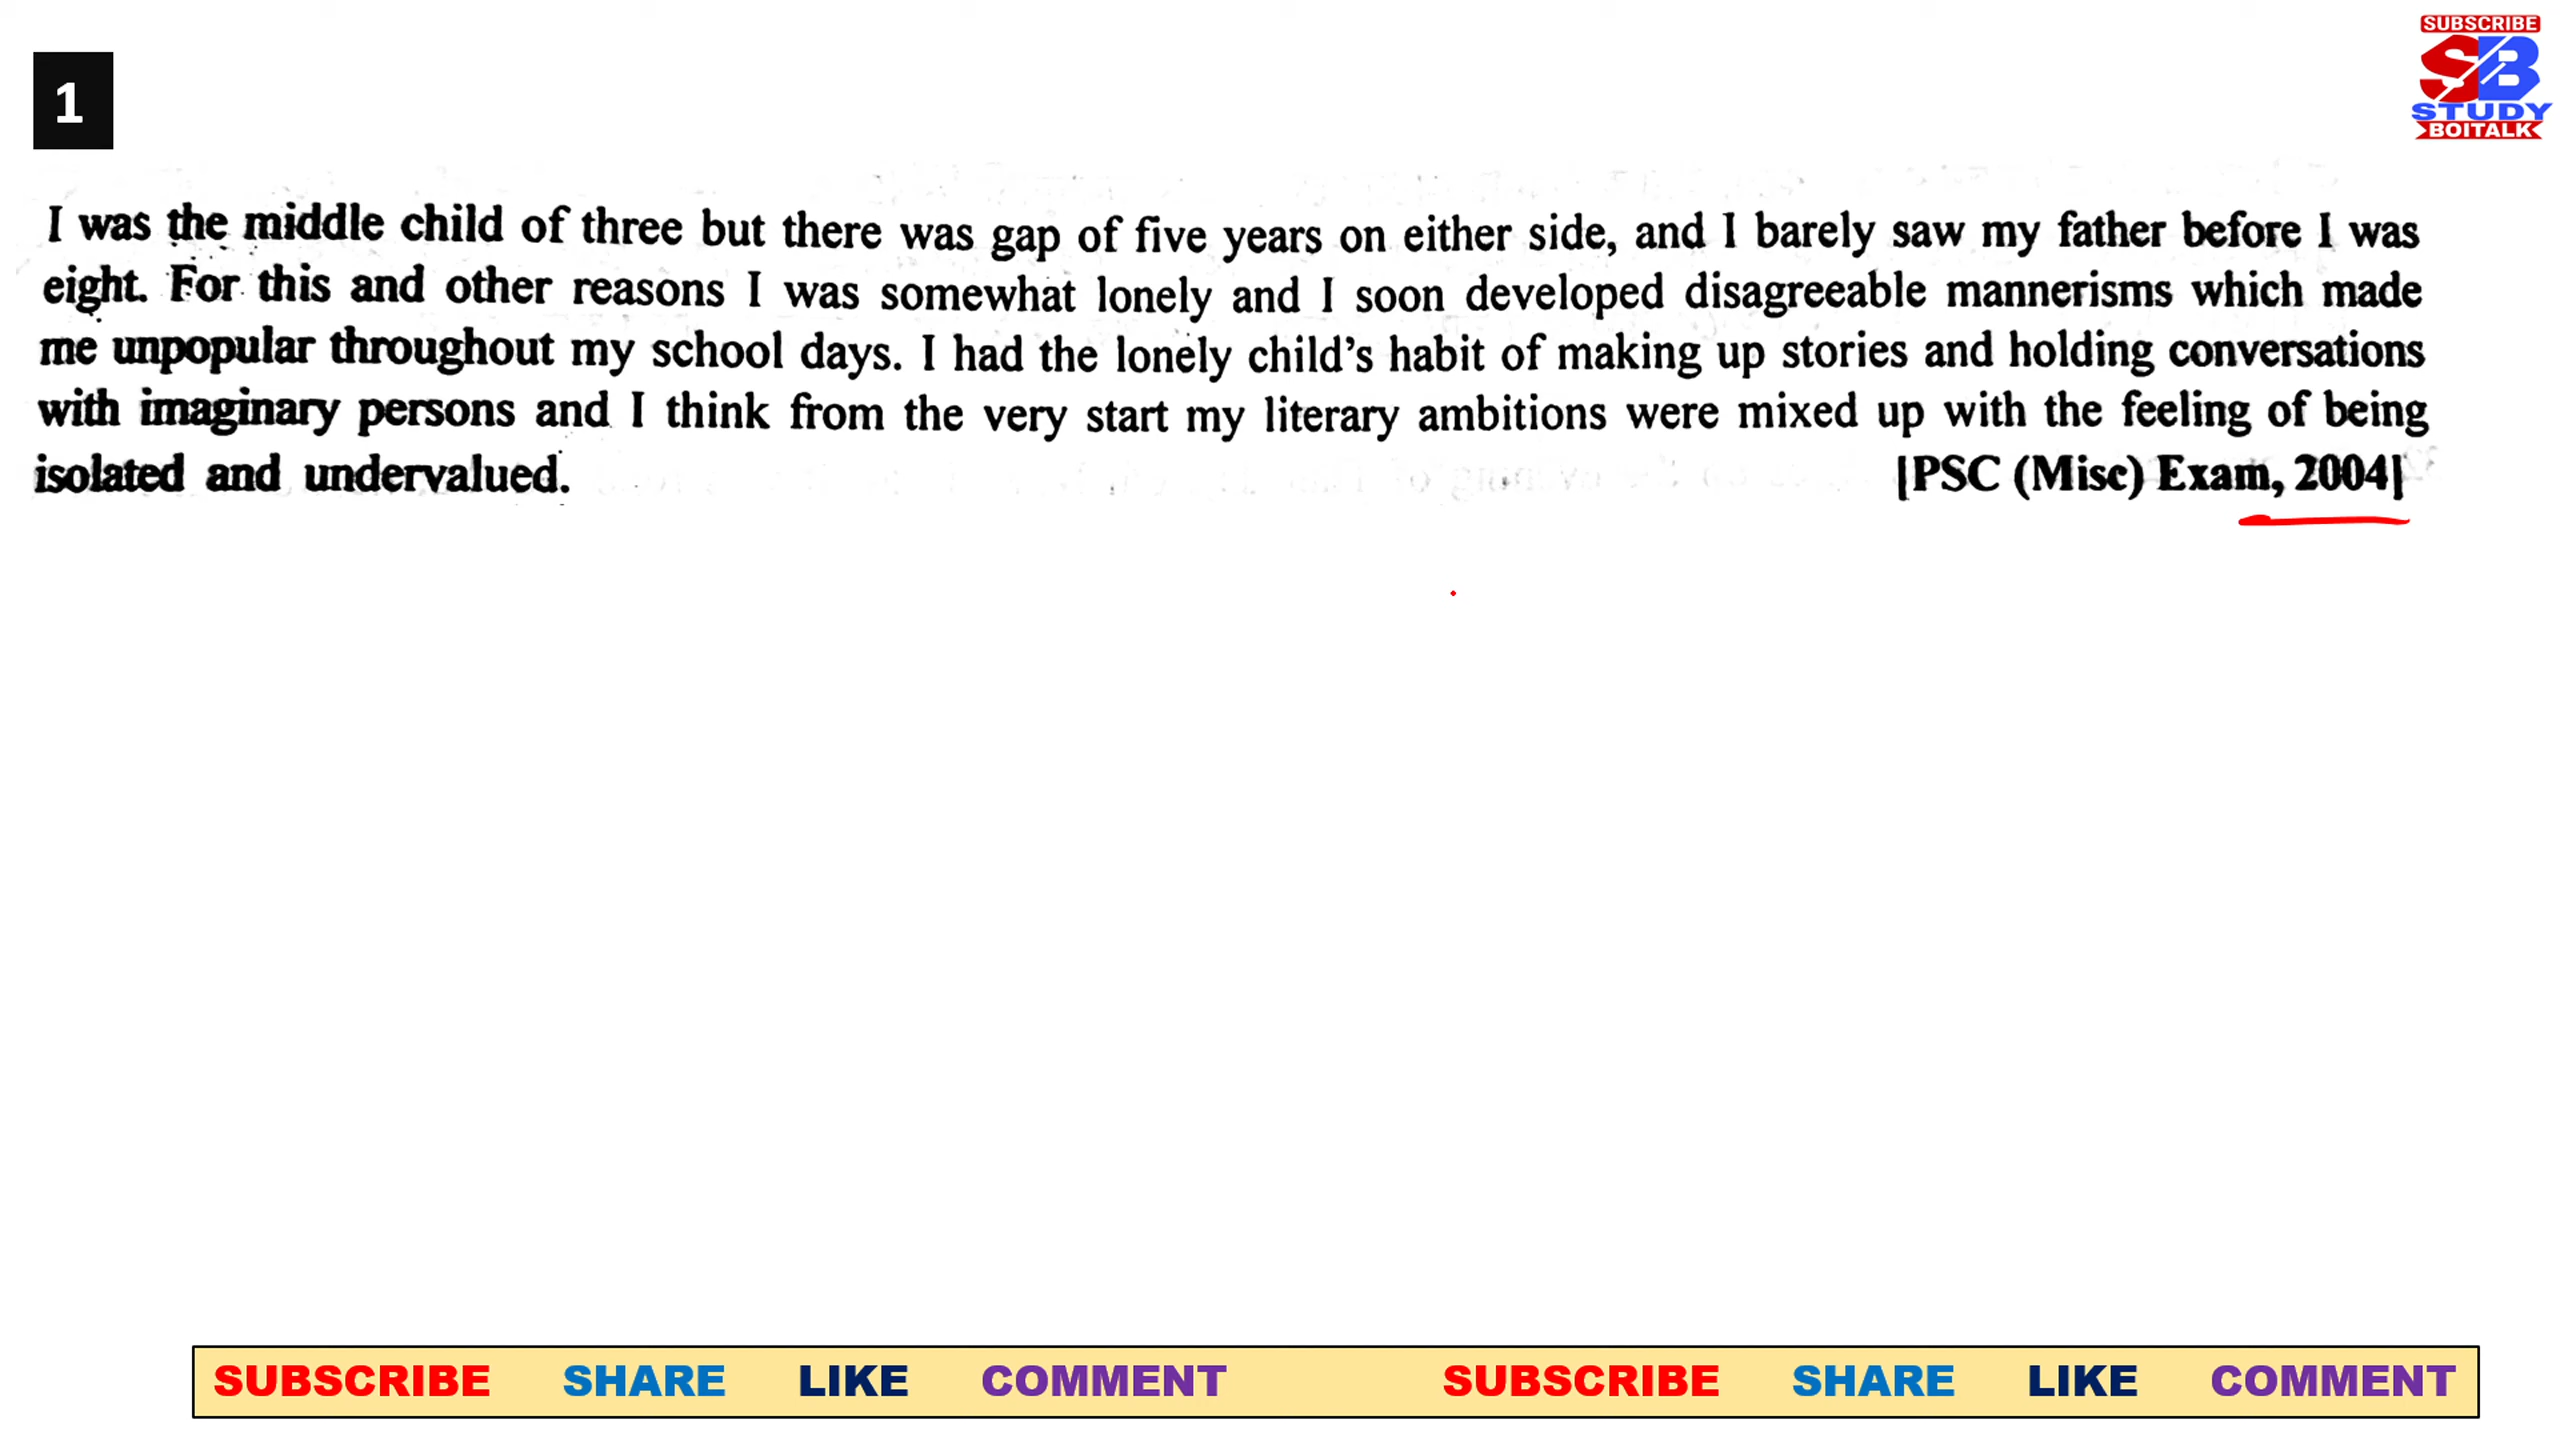 SUBSCRIBE
SB
STUDY
BOITALK
1
I was the middle child of three but there was gap of five years on either side, and I barely saw my father before I was
eight. For this and other reasons I was somewhat lonely and I soon developed disagreeable mannerisms which made
me unpopular throughout my school days. I had the lonely child's habit of making up stories and holding conversations
with imaginary persons and I think from the very start my literary ambitions were mixed up with the feeling of being
isolated and undervalued. [PSC (Misc) Exam, 2004]
SUBSCRIBE SHARE LIKE COMMENT SUBSCRIBE SHARE LIKE COMMENT